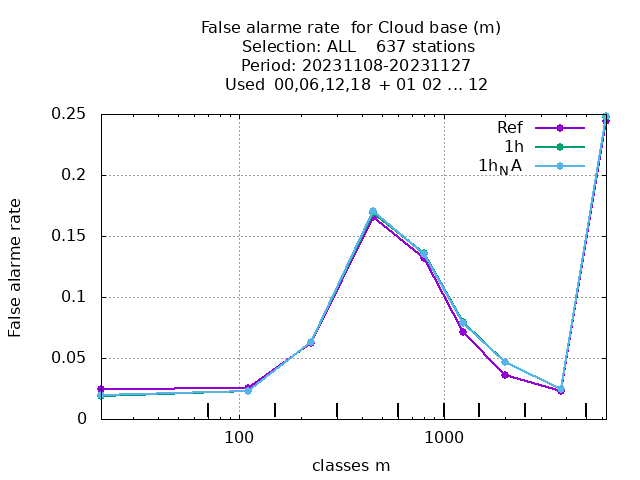 False alarme rate  for Cloud base (m)
Selection: ALL    637 stations
Period: 20231108-20231127
Used  00,06,12,18  + 01 02 ... 12
0.25
0.2
0.15
0.1
0.05
0
False alarme rate
Ref
1h
1hNA
100
1000
classes m